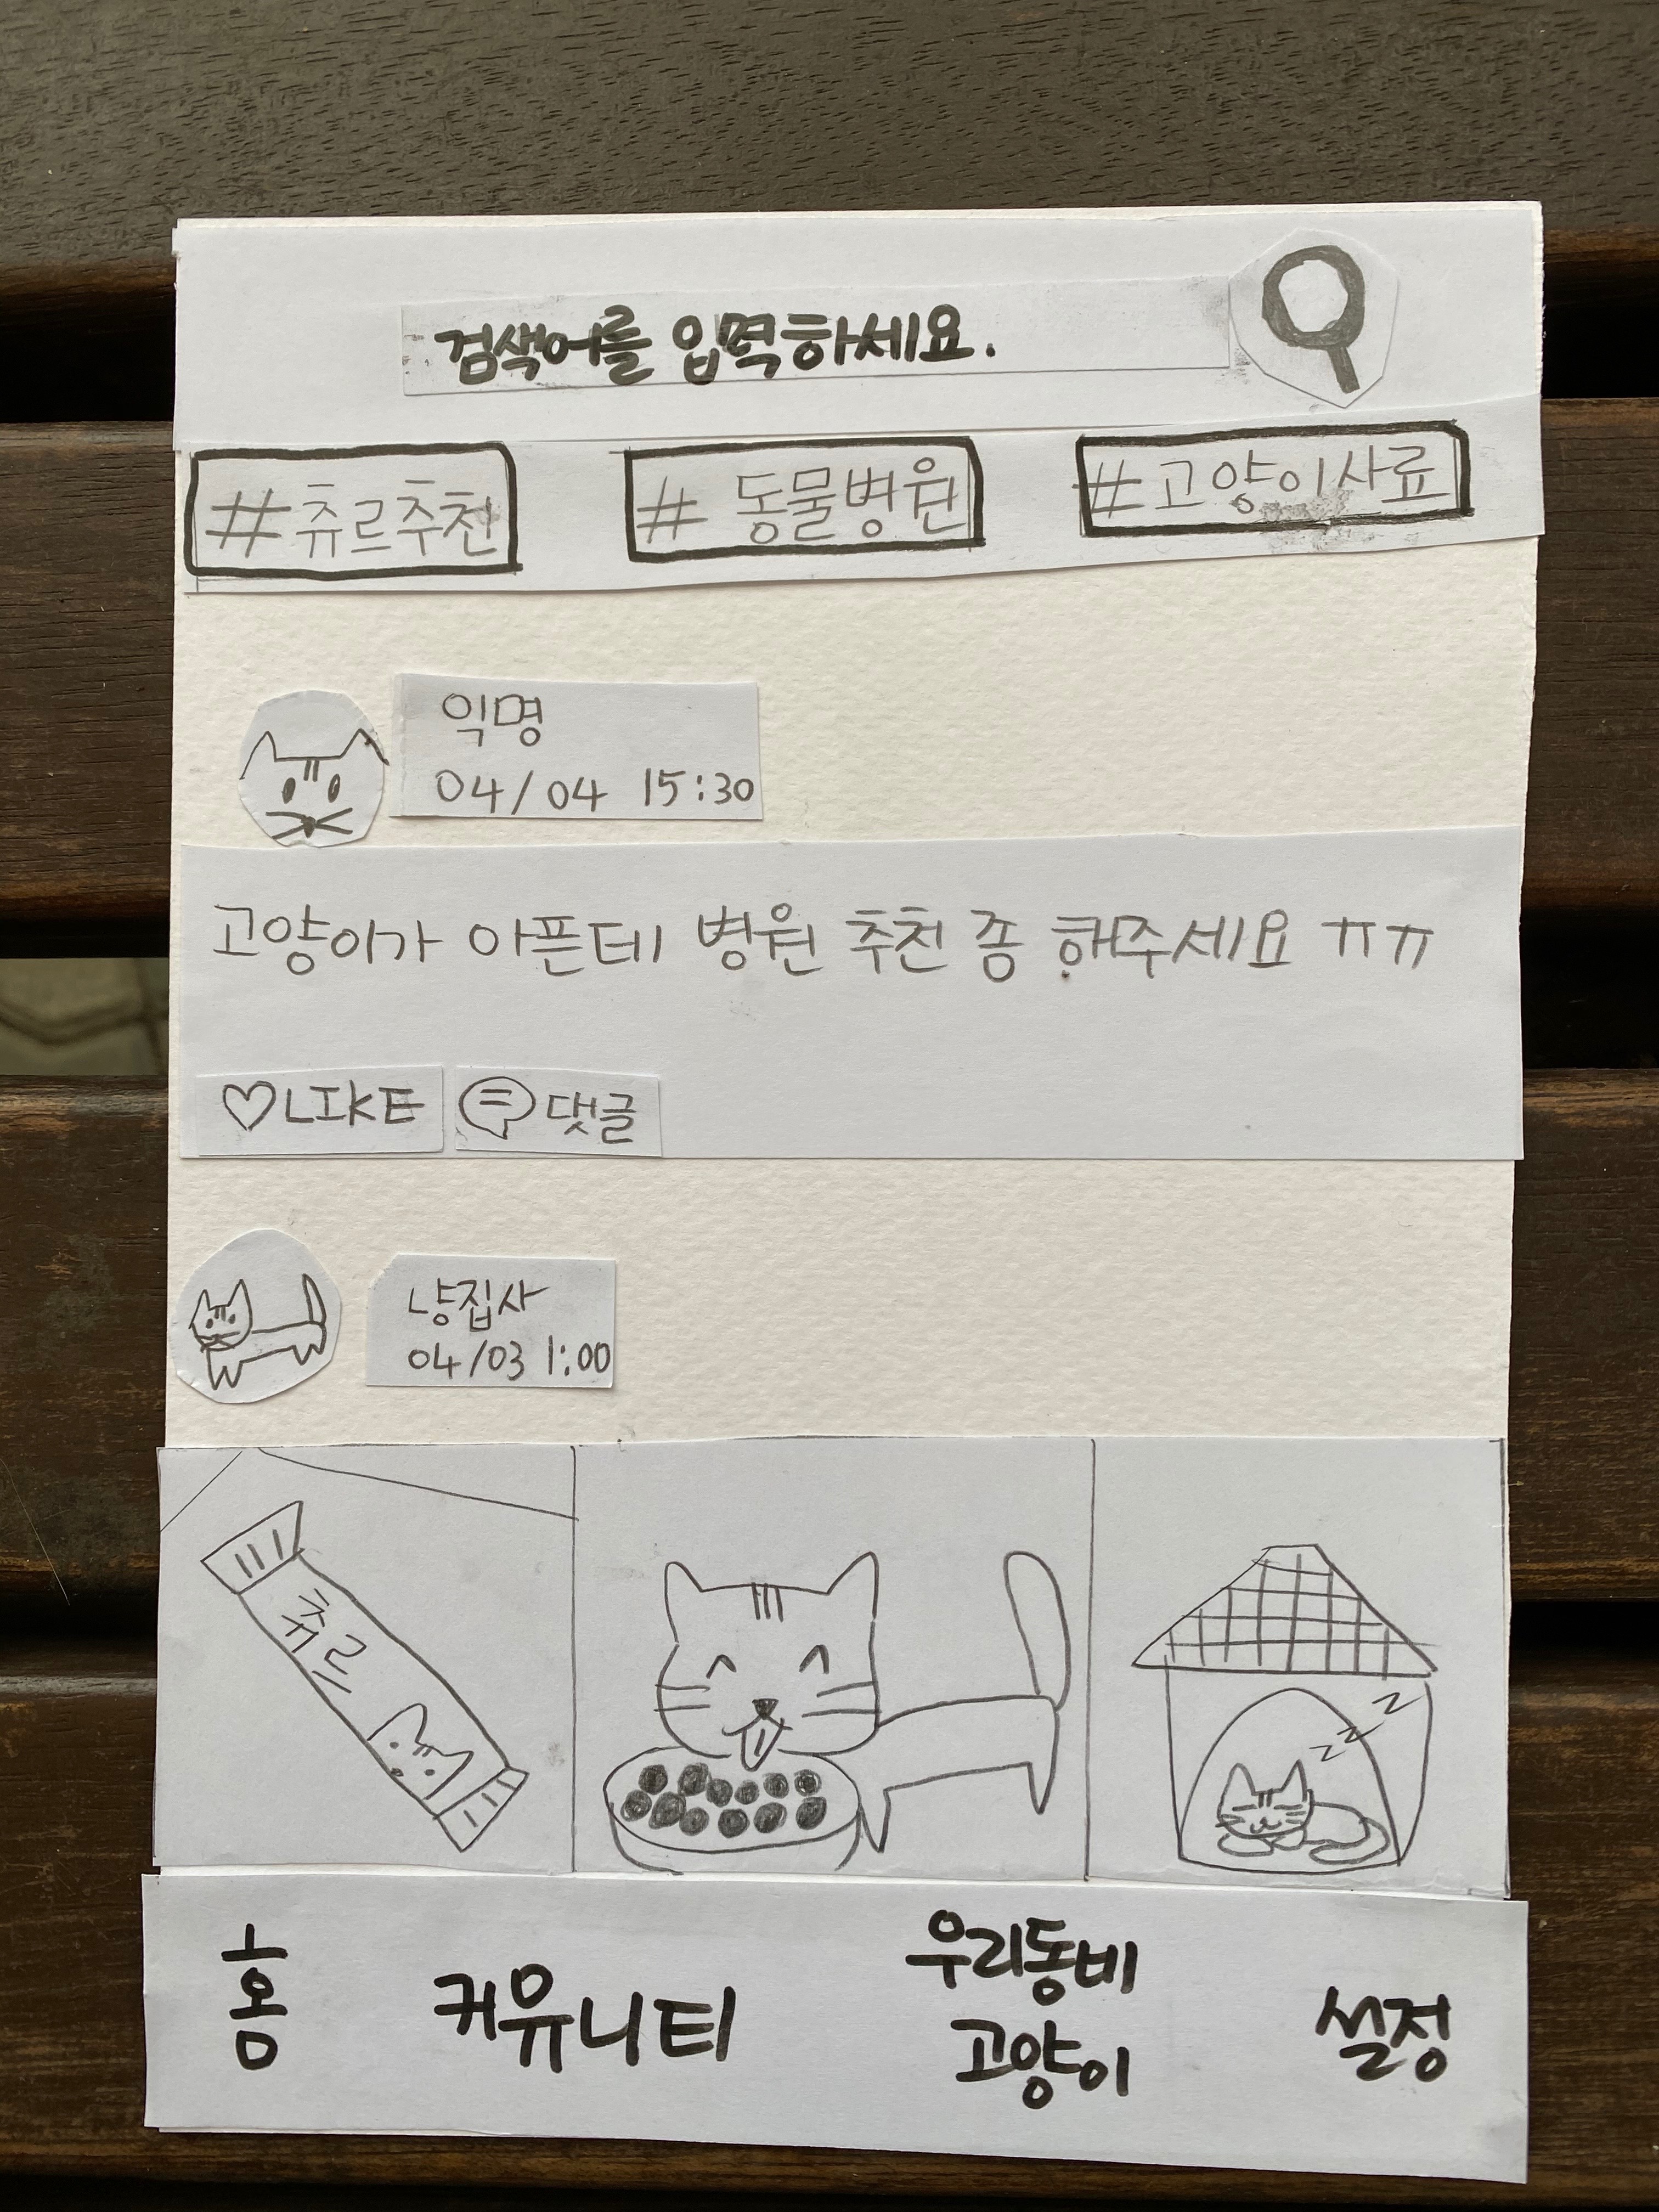 검색어를 입력하세요.
#츄르추천 # 동물병원 #고양이사료
익명
04/04 15:30
고양이가 아픈데 병원 추천 좀 해주세요 ㅠㅠ
♡LIKE 댓글
냥집사
04/03 1:00
츄르
z z z
홈 커뮤니티 우리동네 고양이 설정